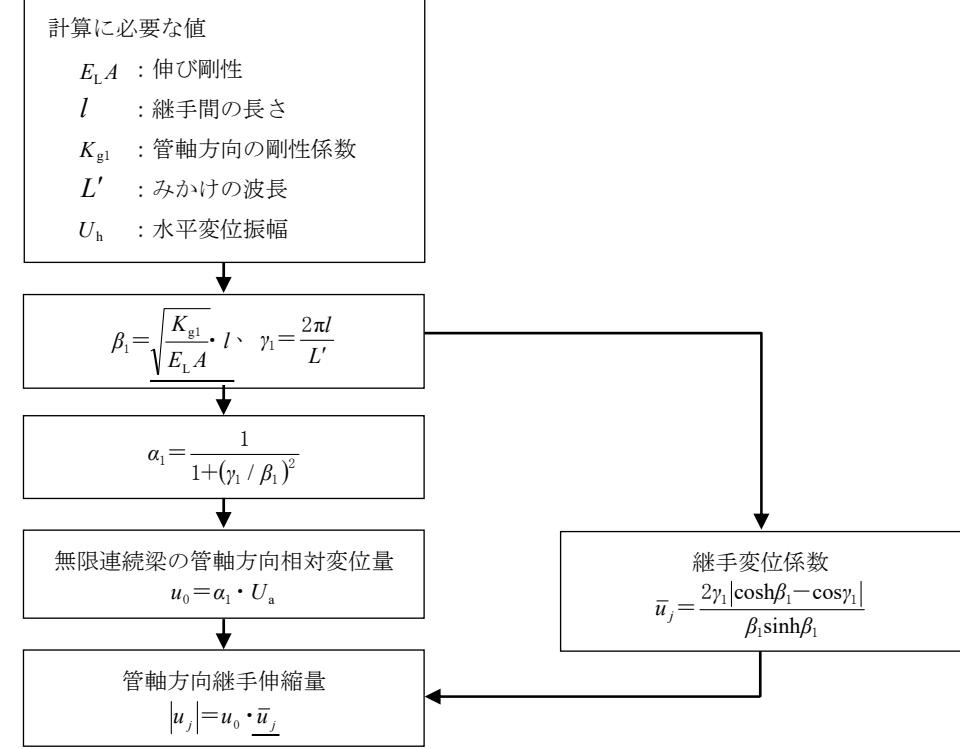 計算に必要な値
E_L A ：伸び剛性
l ：継手間の長さ
K_g1 ：管軸方向の剛性係数
L′ ：みかけの波長
U_h ：水平変位振幅
β_1＝√(K_g1/E_L A)・l、 γ_1＝2πl/L′
α_1＝1/(1＋(γ_1/β_1)^2)
無限連続梁の管軸方向相対変位量
u_0＝α_1・U_a
継手変位係数
u̅_j＝2γ_1|coshβ_1－cosγ_1|/(β_1sinhβ_1)
管軸方向継手伸縮量
|u_j|＝u_0・u̅_j